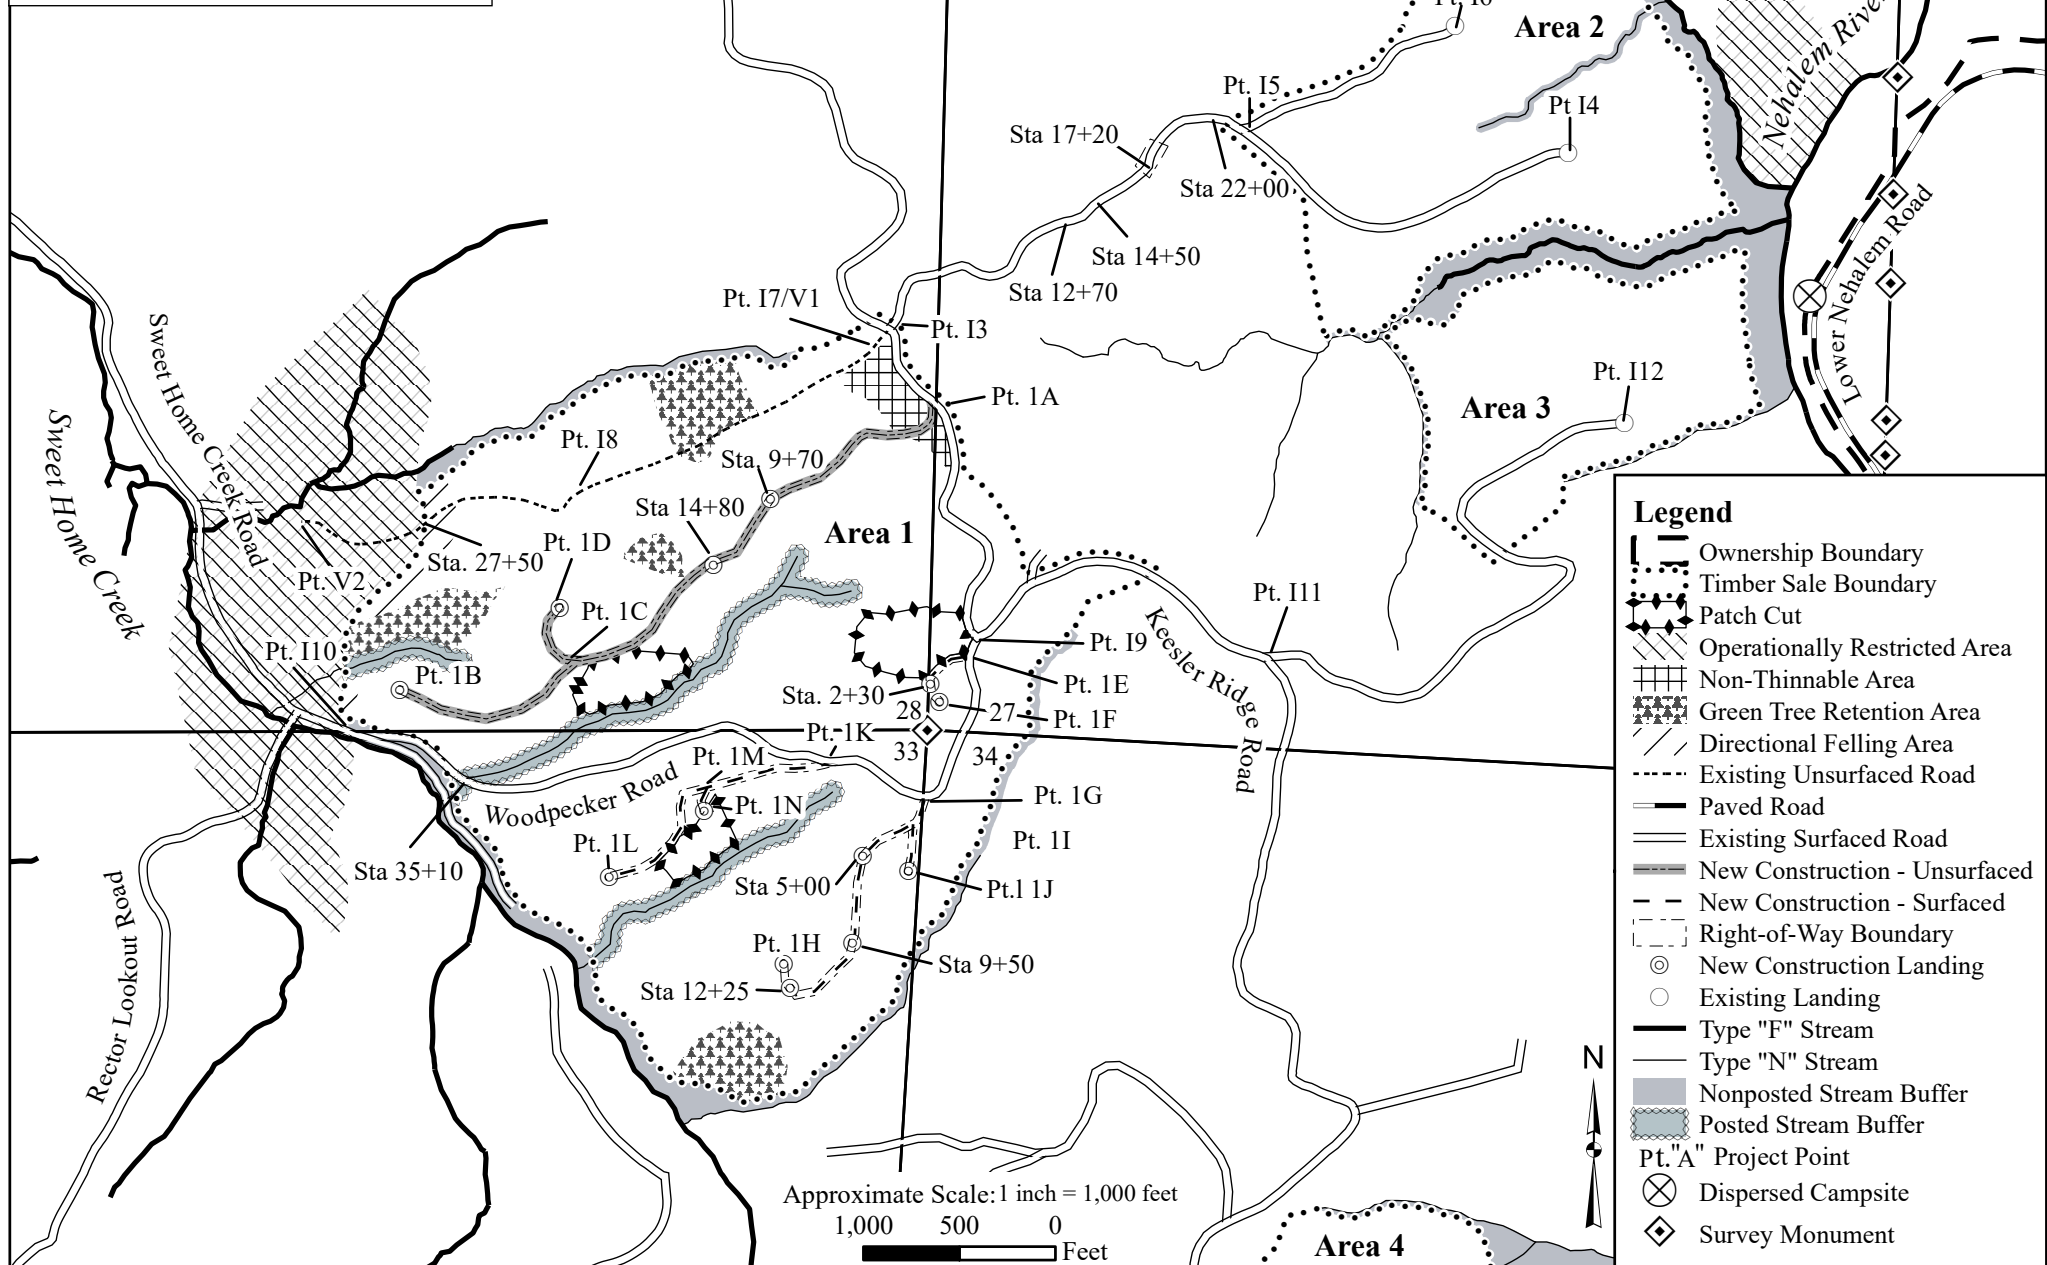 Pt. I6
Area 2
Nehalem River
Pt. I5
Pt I4
Sta 17+20
Sta 22+00
Sta 14+50
Sta 12+70
Lower Nehalem Road
Pt. I7/V1
Pt. I3
Sweet Home Creek Road
Sweet Home Creek
Pt. 1A
Pt. I12
Area 3
Pt. I8
Sta. 9+70
Sta 14+80
Area 1
Pt. 1D
Sta. 27+50
Pt. V2
Pt. 1C
Pt. I11
Keesler Ridge Road
Pt. I9
Pt. I10
Pt. 1B
Pt. 1E
Sta. 2+30
28
27
Pt. 1F
33
34
Pt. 1K
Pt. 1M
Woodpecker Road
Pt. 1N
Pt. 1G
Pt. 1L
Pt. 1I
Sta 35+10
Sta 5+00
Pt.l 1J
Rector Lookout Road
Pt. 1H
Sta 9+50
Sta 12+25
Approximate Scale: 1 inch = 1,000 feet
1,000 500 0
Feet
Area 4
N
Legend
Ownership Boundary
Timber Sale Boundary
Patch Cut
Operationally Restricted Area
Non-Thinnable Area
Green Tree Retention Area
Directional Felling Area
Existing Unsurfaced Road
Paved Road
Existing Surfaced Road
New Construction - Unsurfaced
New Construction - Surfaced
Right-of-Way Boundary
New Construction Landing
Existing Landing
Type "F" Stream
Type "N" Stream
Nonposted Stream Buffer
Posted Stream Buffer
Pt."A" Project Point
Dispersed Campsite
Survey Monument